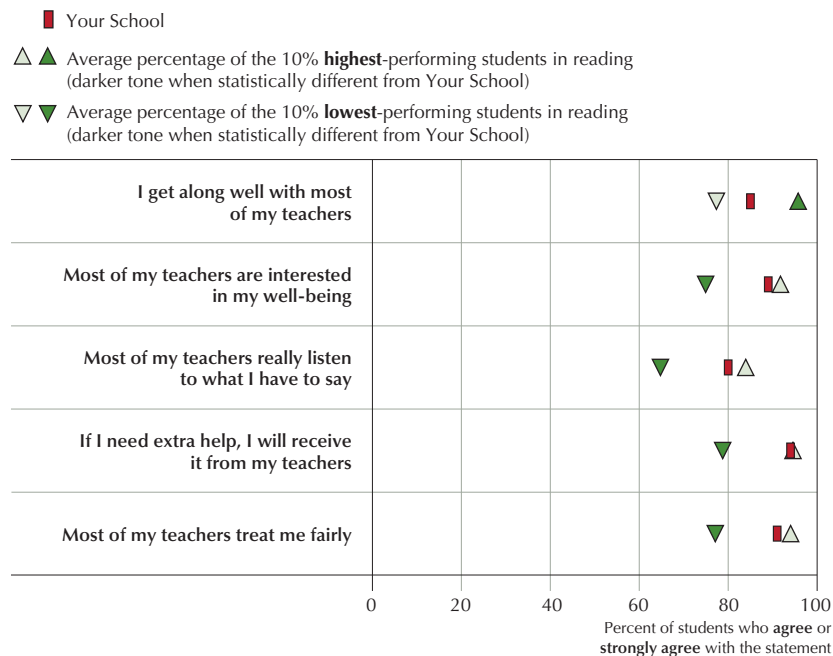 Your School
Average percentage of the 10% highest-performing students in reading
(darker tone when statistically different from Your School)
Average percentage of the 10% lowest-performing students in reading
(darker tone when statistically different from Your School)
I get along well with most
of my teachers
Most of my teachers are interested
in my well-being
Most of my teachers really listen
to what I have to say
If I need extra help, I will receive
it from my teachers
Most of my teachers treat me fairly
0 20 40 60 80 100
Percent of students who agree or
strongly agree with the statement